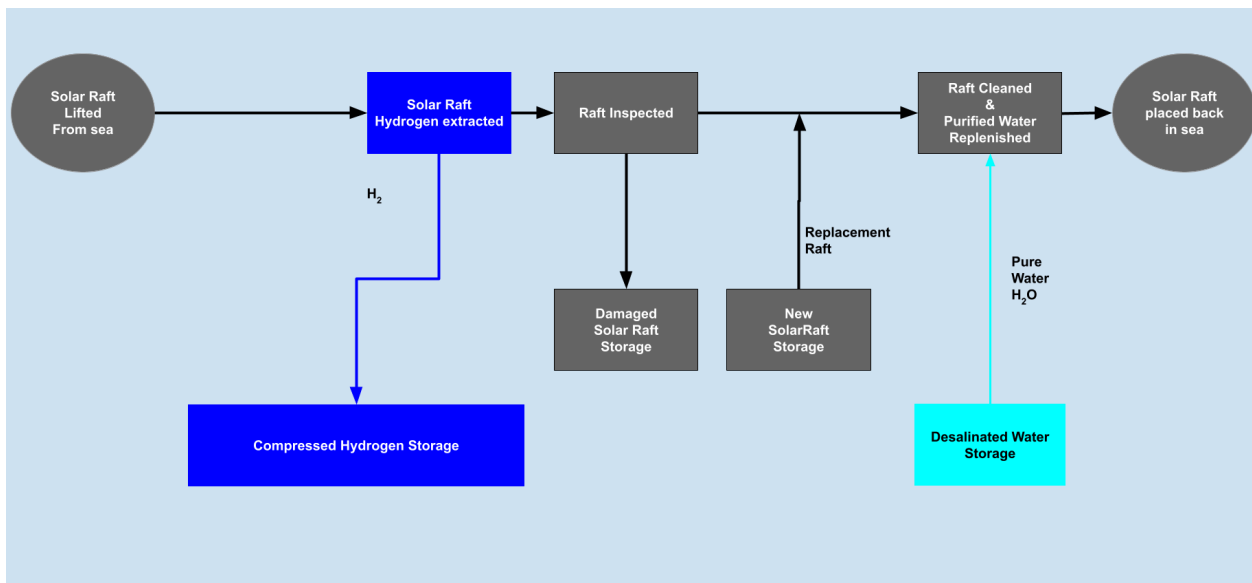 Solar Raft
Lifted
From sea
Solar Raft
Hydrogen extracted
Raft Inspected
Raft Cleaned
&
Purified Water
Replenished
Solar Raft
placed back
in sea
H₂
Replacement
Raft
Pure
Water
H₂O
Damaged
Solar Raft
Storage
New
SolarRaft
Storage
Compressed Hydrogen Storage
Desalinated Water
Storage